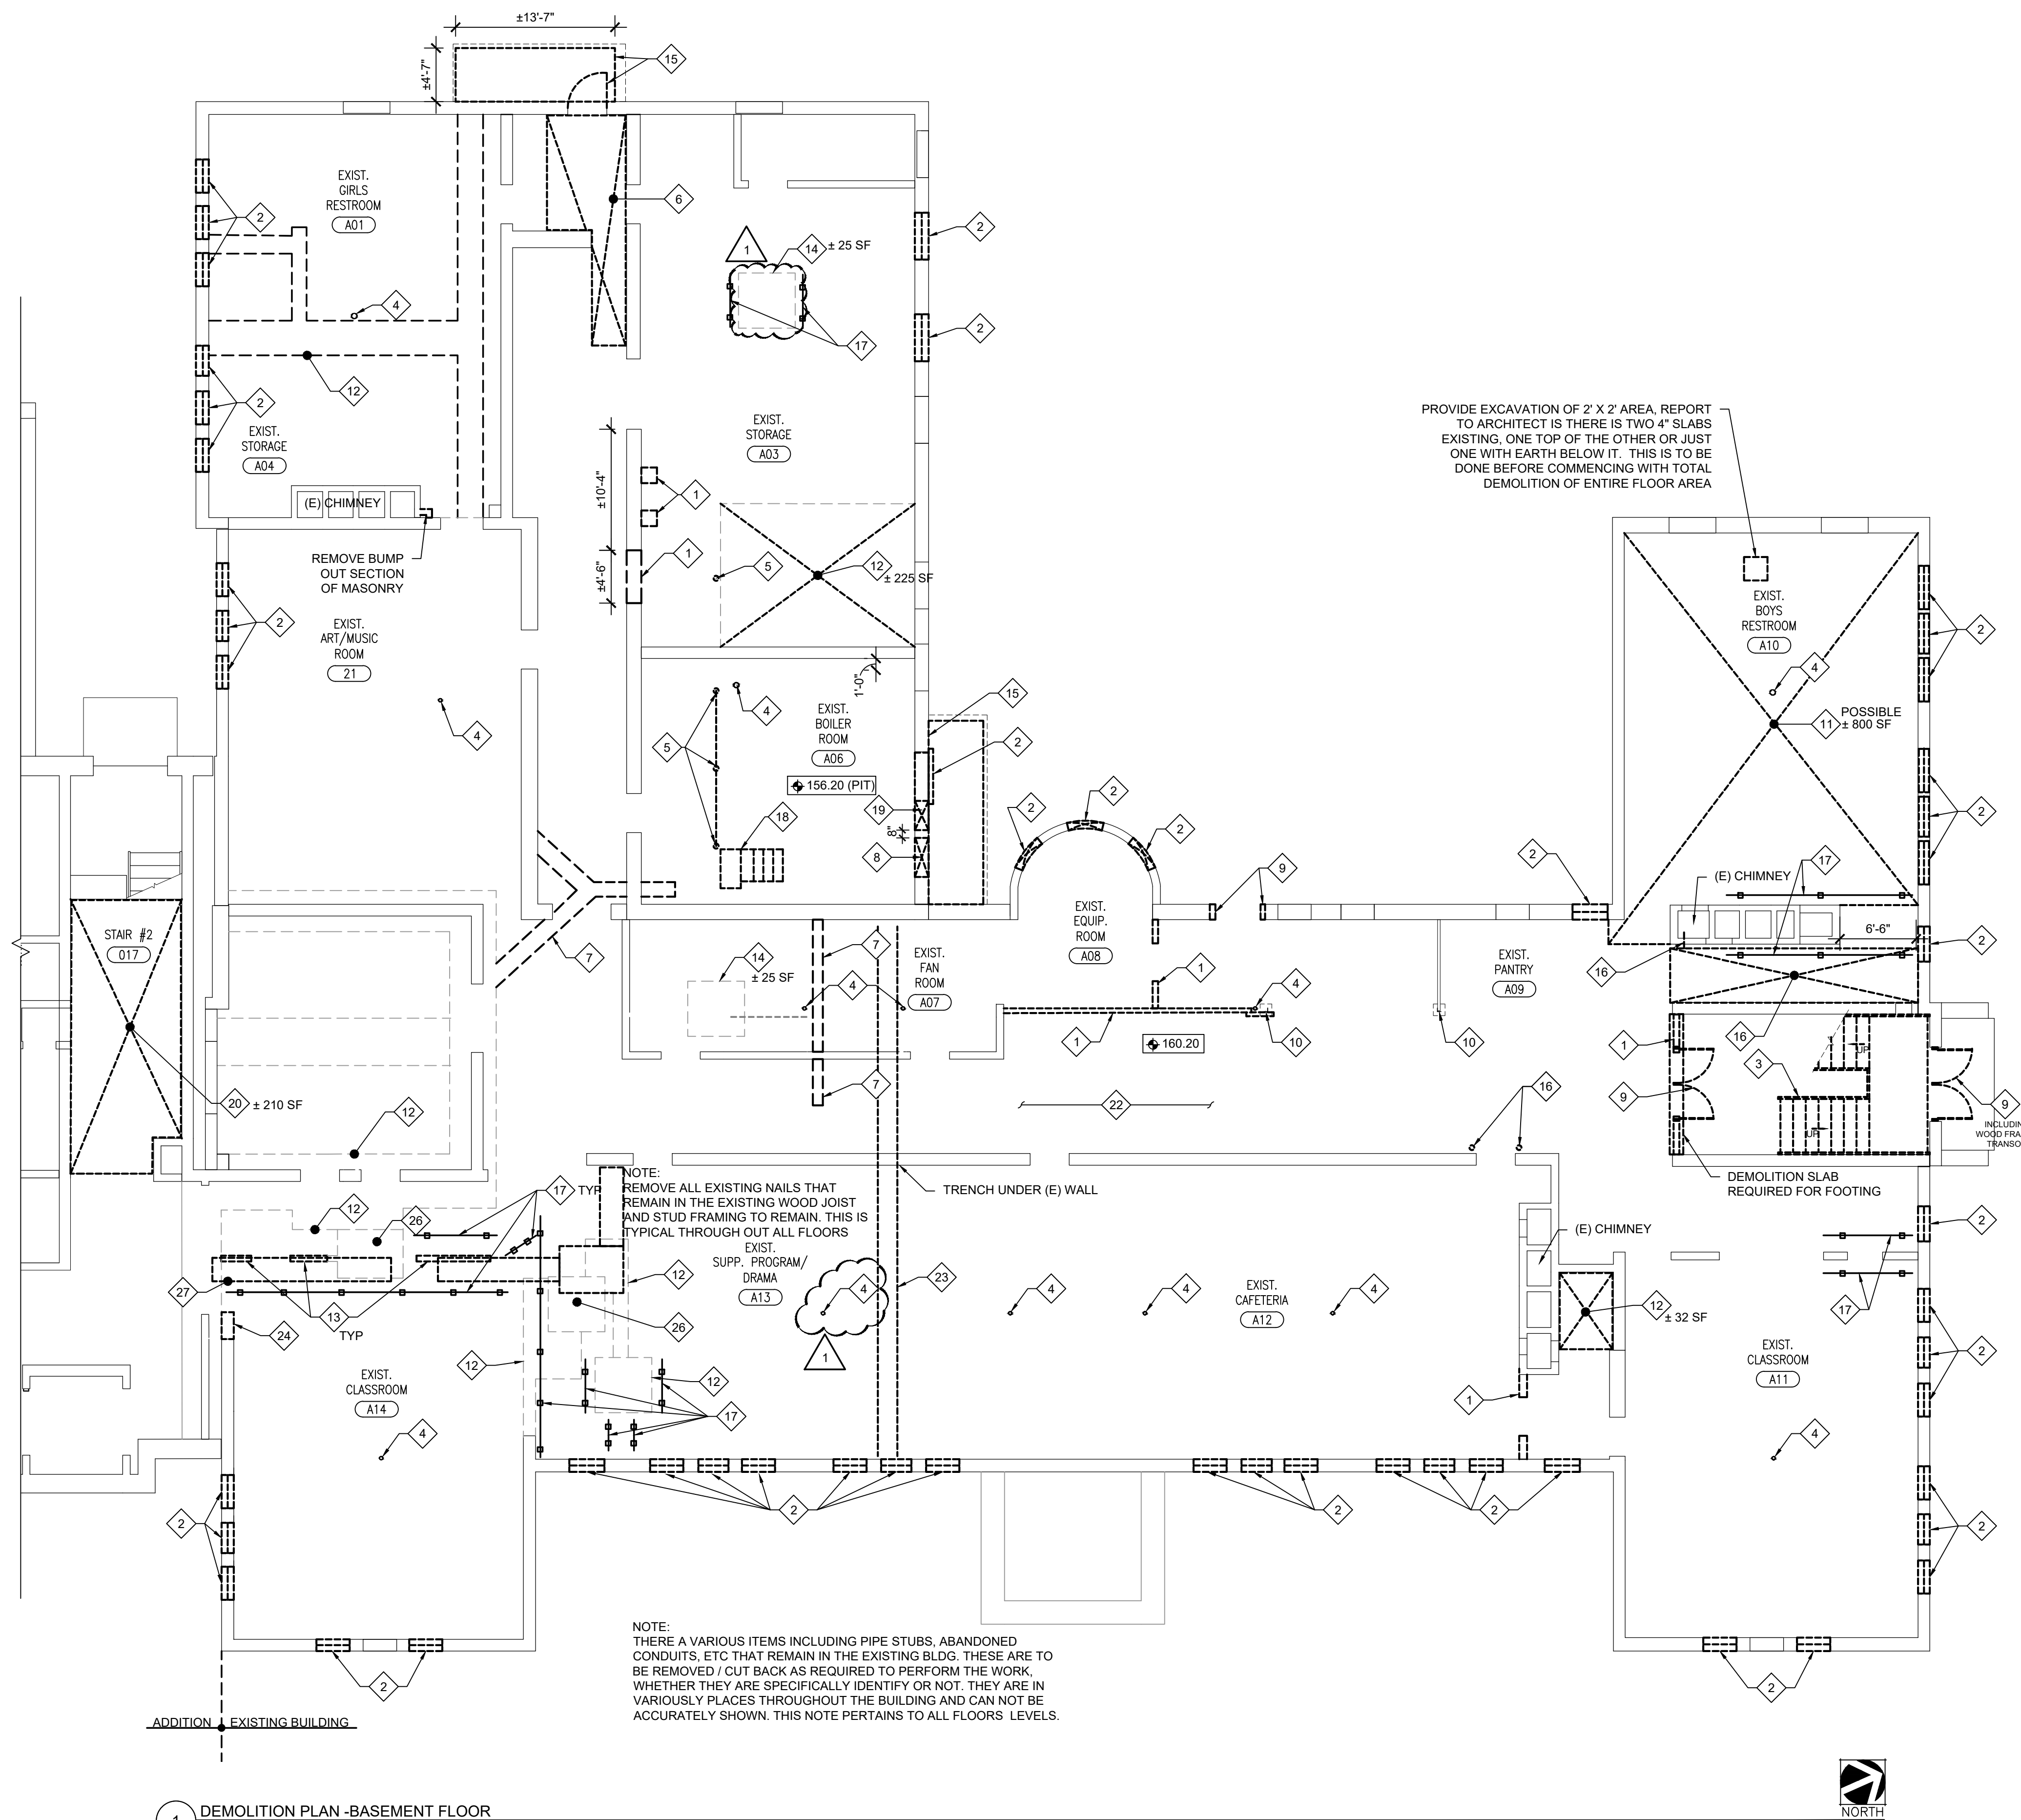 ±13'-7"
±4'-7"
15
EXIST.
GIRLS
RESTROOM
A01
2
6
2
1
14
± 25 SF
4
2
17
12
2
EXIST.
STORAGE
A04
EXIST.
STORAGE
A03
PROVIDE EXCAVATION OF 2' X 2' AREA, REPORT
TO ARCHITECT IS THERE IS TWO 4" SLABS
EXISTING, ONE TOP OF THE OTHER OR JUST
ONE WITH EARTH BELOW IT. THIS IS TO BE
DONE BEFORE COMMENCING WITH TOTAL
DEMOLITION OF ENTIRE FLOOR AREA
(E) CHIMNEY
±10'-4"
1
REMOVE BUMP
OUT SECTION
OF MASONRY
1
±4'-6"
5
12
± 225 SF
EXIST.
BOYS
RESTROOM
A10
2
EXIST.
ART/MUSIC
ROOM
21
2
4
1'-0"
4
EXIST.
BOILER
ROOM
A06
15
2
4
5
156.20 (PIT)
11
POSSIBLE
± 800 SF
18
19
8"
8
2
2
2
2
2
17
(E) CHIMNEY
9
6'-6"
2
STAIR #2
017
7
7
14
± 25 SF
4
EXIST.
FAN
ROOM
A07
EXIST.
EQUIP.
ROOM
A08
1
4
EXIST.
PANTRY
A09
16
1
160.20
10
10
16
1
UP
3
7
22
16
9
9
INCLUDIN
WOOD FRA
TRANSO
UP
20
± 210 SF
12
DEMOLITION SLAB
REQUIRED FOR FOOTING
TRENCH UNDER (E) WALL
NOTE:
REMOVE ALL EXISTING NAILS THAT
REMAIN IN THE EXISTING WOOD JOIST
AND STUD FRAMING TO REMAIN. THIS IS
TYPICAL THROUGH OUT ALL FLOORS
17 TYP
12
26
EXIST.
SUPP. PROGRAM/
DRAMA
A13
(E) CHIMNEY
2
12
23
4
4
4
4
EXIST.
CAFETERIA
A12
27
13
TYP
26
24
1
12
± 32 SF
17
2
EXIST.
CLASSROOM
A11
12
12
EXIST.
CLASSROOM
A14
17
1
4
4
2
2
2
2
2
NOTE:
THERE A VARIOUS ITEMS INCLUDING PIPE STUBS, ABANDONED
CONDUITS, ETC THAT REMAIN IN THE EXISTING BLDG. THESE ARE TO
BE REMOVED / CUT BACK AS REQUIRED TO PERFORM THE WORK,
WHETHER THEY ARE SPECIFICALLY IDENTIFY OR NOT. THEY ARE IN
VARIOUSLY PLACES THROUGHOUT THE BUILDING AND CAN NOT BE
ACCURATELY SHOWN. THIS NOTE PERTAINS TO ALL FLOORS LEVELS.
2
2
ADDITION EXISTING BUILDING
1
DEMOLITION PLAN -BASEMENT FLOOR
NORTH